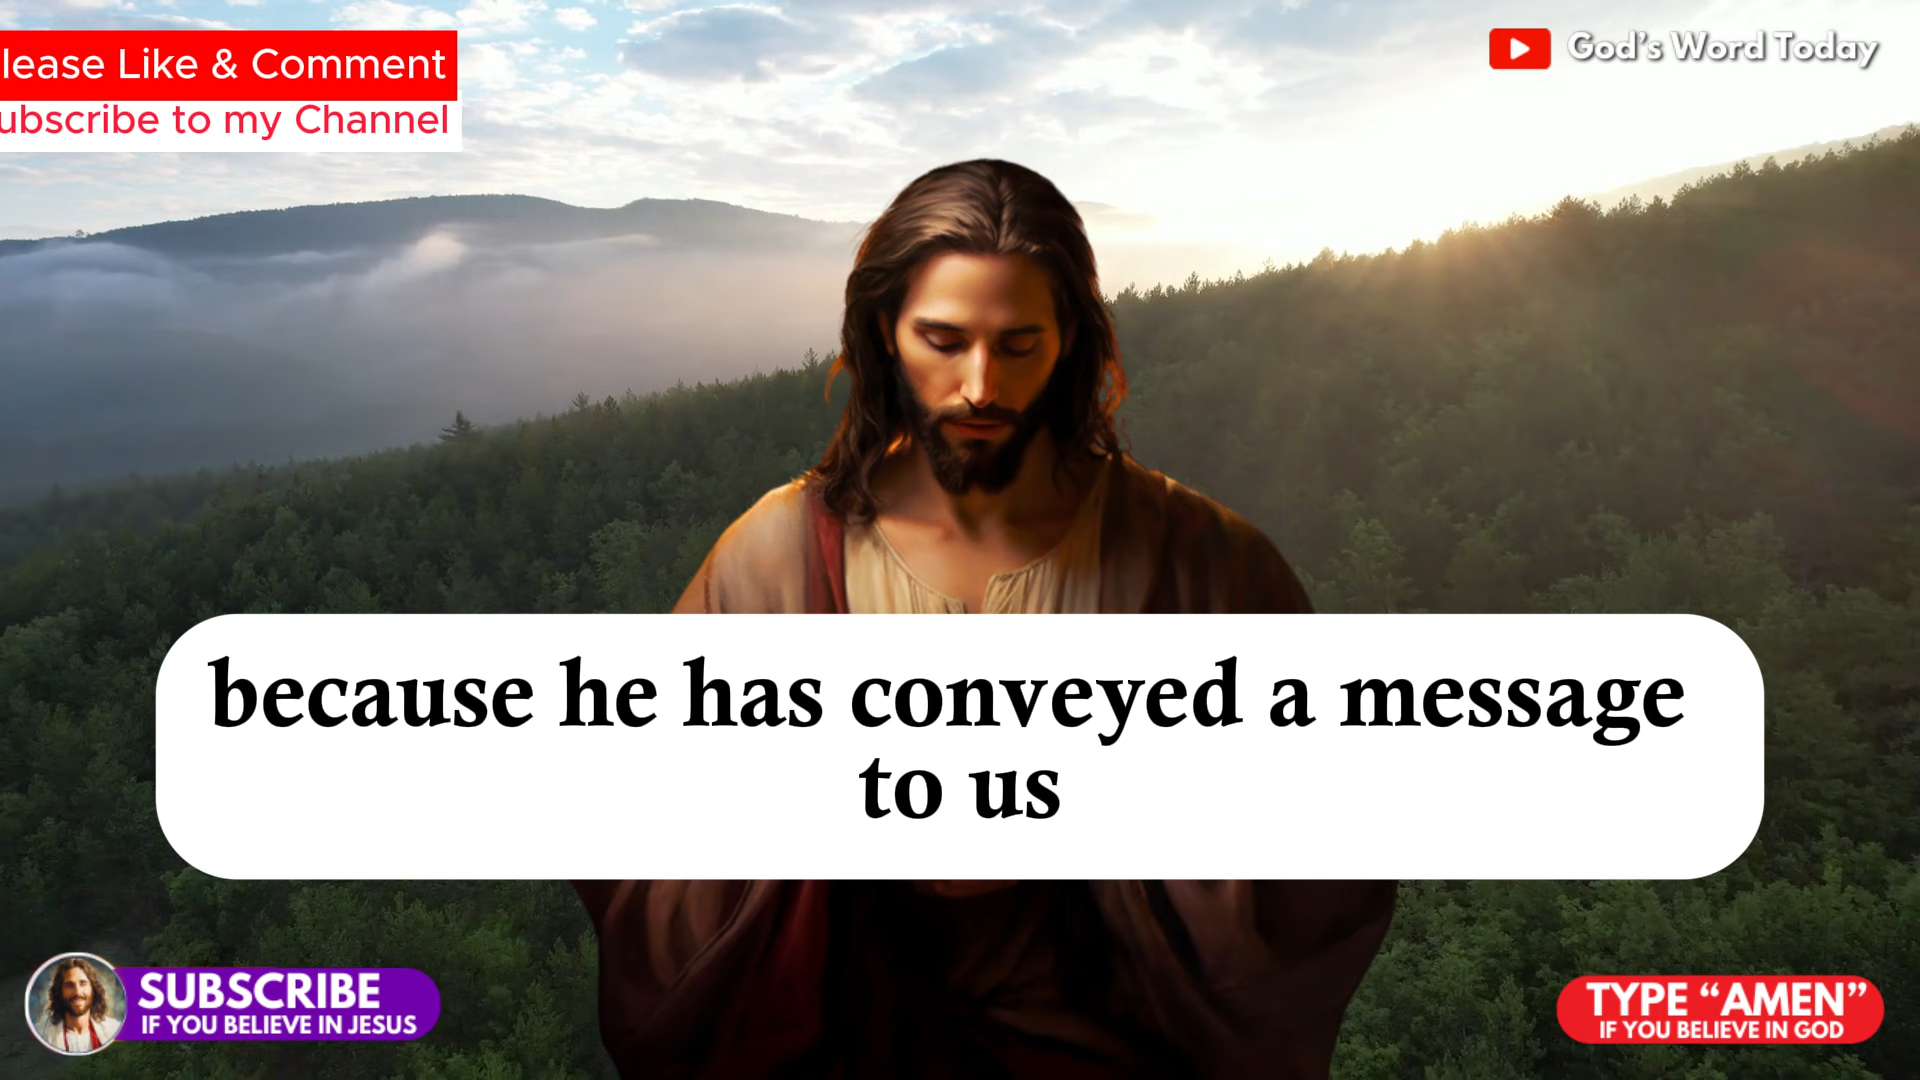 lease Like & Comment
ubscribe to my Channel
God's Word Today
because he has conveyed a message
to us
SUBSCRIBE
IF YOU BELIEVE IN JESUS
TYPE “AMEN”
IF YOU BELIEVE IN GOD